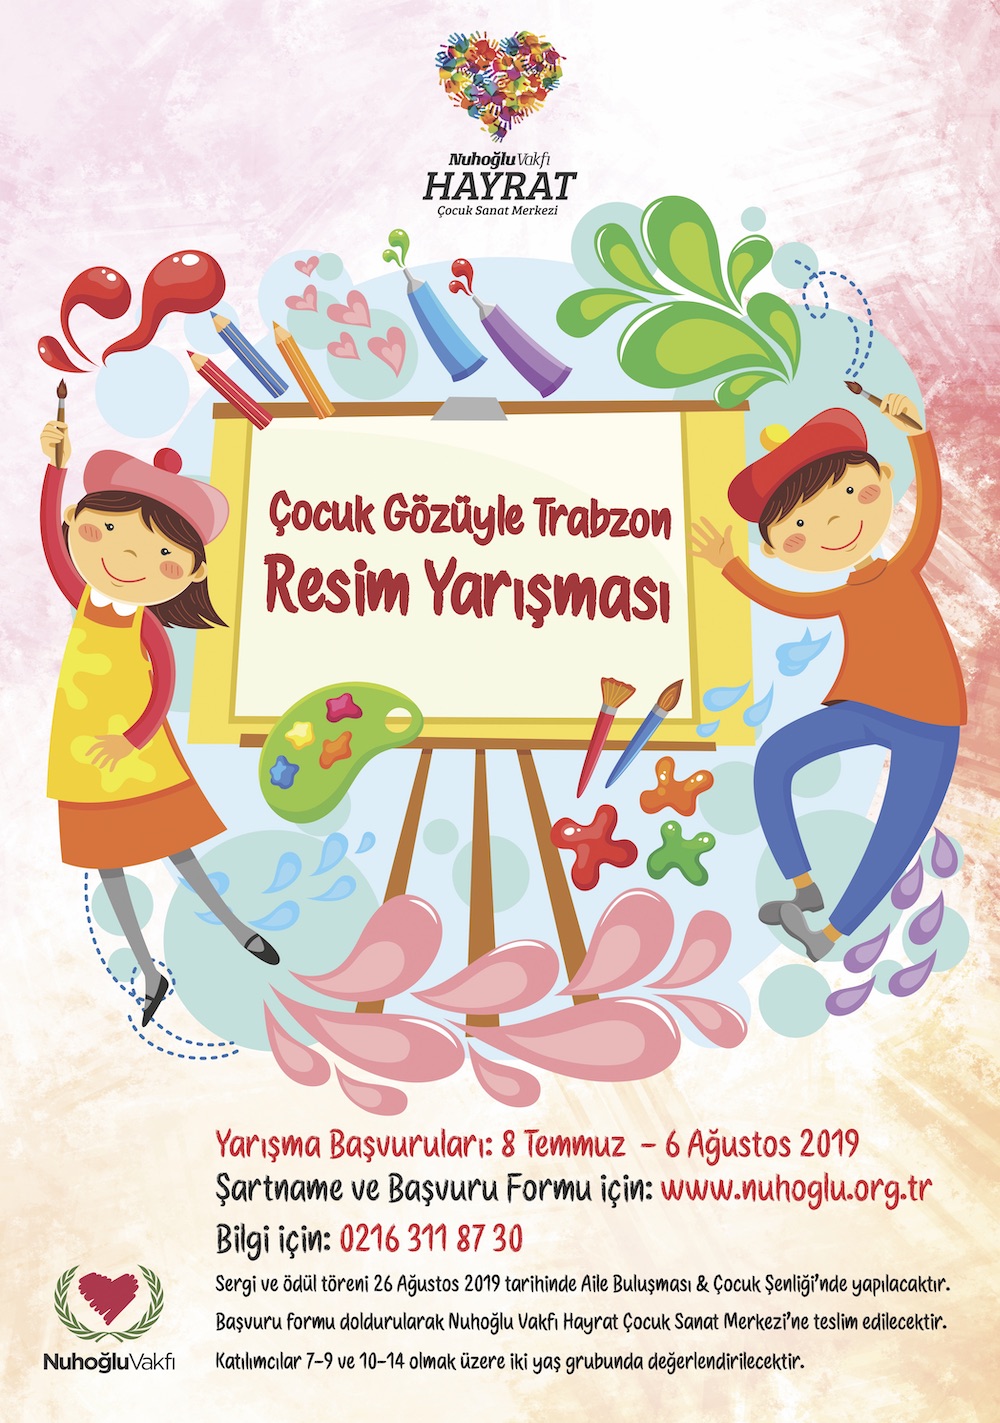 Nuhoğlu Vakfı
HAYRAT
Çocuk Sanat Merkezi
Çocuk Gözüyle Trabzon
Resim Yarışması
Yarışma Başvuruları: 8 Temmuz - 6 Ağustos 2019
Şartname ve Başvuru Formu için: www.nuhoglu.org.tr
Bilgi için: 0216 311 87 30
Sergi ve ödül töreni 26 Ağustos 2019 tarihinde Aile Buluşması & Çocuk Şenliği'nde yapılacaktır.
Başvuru formu doldurularak Nuhoğlu Vakfı Hayrat Çocuk Sanat Merkezi'ne teslim edilecektir.
Katılımcılar 7-9 ve 10-14 olmak üzere iki yaş grubunda değerlendirilecektir.
NuhoğluVakfı